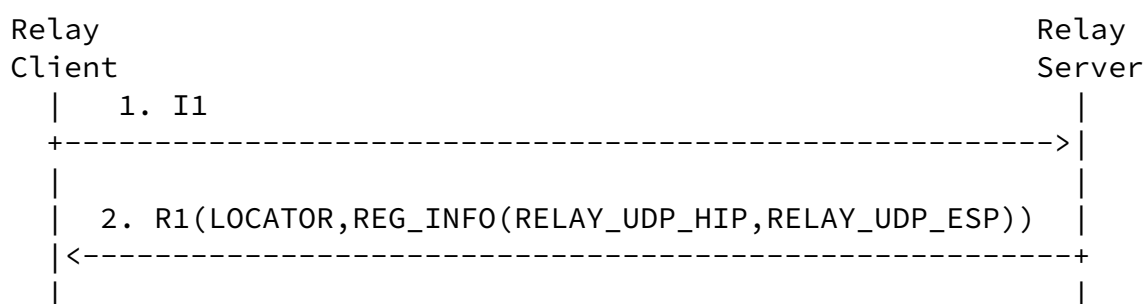 Relay Relay
Client Server
1. I1
2. R1(LOCATOR,REG_INFO(RELAY_UDP_HIP,RELAY_UDP_ESP))